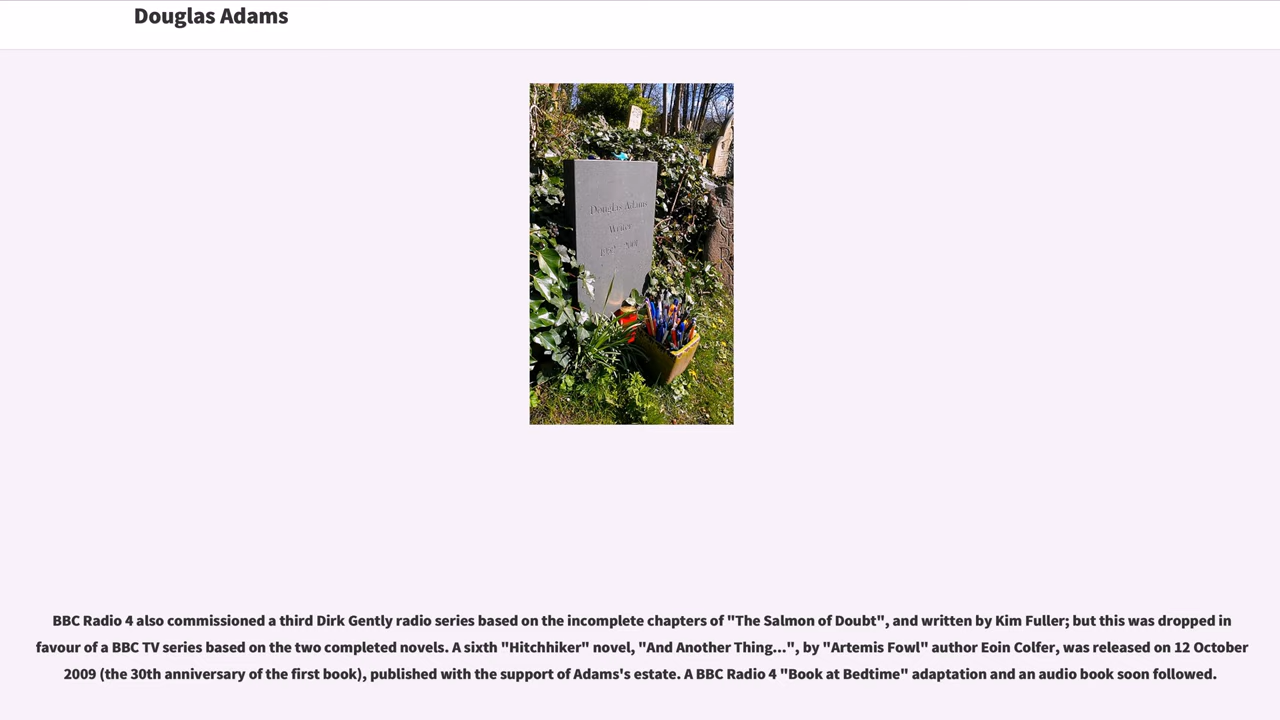 Douglas Adams
Douglas Adams
Writer
BBC Radio 4 also commissioned a third Dirk Gently radio series based on the incomplete chapters of "The Salmon of Doubt", and written by Kim Fuller; but this was dropped in
favour of a BBC TV series based on the two completed novels. A sixth "Hitchhiker" novel, "And Another Thing...", by "Artemis Fowl" author Eoin Colfer, was released on 12 October
2009 (the 30th anniversary of the first book), published with the support of Adams's estate. A BBC Radio 4 "Book at Bedtime" adaptation and an audio book soon followed.